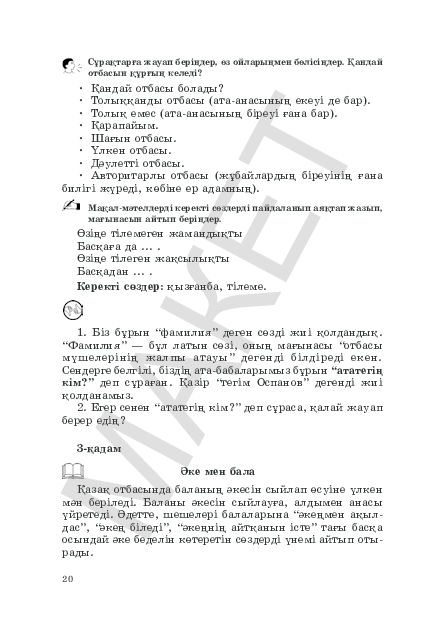 Сұрақтарға жауап беріңдер, өз ойларыңмен бөлісіңдер. Қандай
отбасын құрғың келеді?
• Қандай отбасы болады?
• Толыққанды отбасы (ата-анасының екеуі де бар).
• Толық емес (ата-анасының біреуі ғана бар).
• Қарапайым.
• Шағын отбасы.
• Үлкен отбасы.
• Дәулетті отбасы.
• Авторитарлы отбасы (жұбайлардың біреуінің ғана
билігі жүреді, көбіне ер адамның).
Мақал-мәтелдерді керекті сөздерді пайдаланып аяқтап жазып,
мағынасын айтып беріңдер.
Өзіңе тілемеген жамандықты
Басқаға да ... .
Өзіңе тілеген жақсылықты
Басқадан ... .
Керекті сөздер: қызғанба, тілеме.
1. Біз бұрын “фамилия” деген сөзді жиі қолдандық.
“Фамилия” — бұл латын сөзі, оның мағынасы “отбасы
мүшелерінің жалпы атауы” дегенді білдіреді екен.
Сендерге белгілі, біздің ата-бабаларымыз бұрын “ататегің
кім?” деп сұраған. Қазір “тегім Оспанов” дегенді жиі
қолданамыз.
2. Егер сенен “ататегің кім?” деп сұраса, қалай жауап
берер едің?
3-қадам
Әке мен бала
Қазақ отбасында баланың әкесін сыйлап өсуіне үлкен
мән беріледі. Баланы әкесін сыйлауға, алдымен анасы
үйретеді. Әдетте, шешелері балаларына “әкеңмен ақыл-
дас”, “әкең біледі”, “әкеңнің айтқанын істе” тағы басқа
осындай әке беделін көтеретін сөздерді үнемі айтып оты-
рады.
20
МАКЕТ